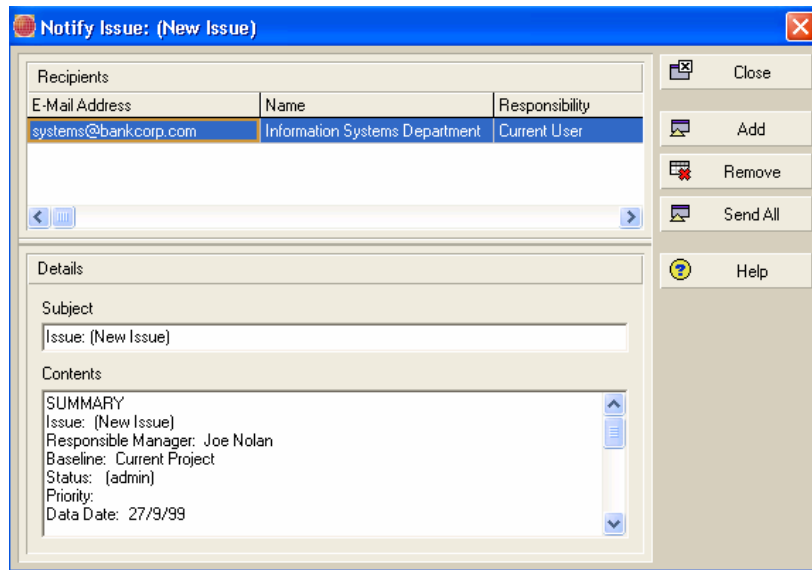 Notify Issue: (New Issue)
Recipients
E-Mail Address Name Responsibility
systems@bankcorp.com Information Systems Department Current User
Details
Subject
Issue: (New Issue)
Contents
SUMMARY
Issue: (New Issue)
Responsible Manager: Joe Nolan
Baseline: Current Project
Status: (admin)
Priority:
Data Date: 27/9/99
Close
Add
Remove
Send All
Help